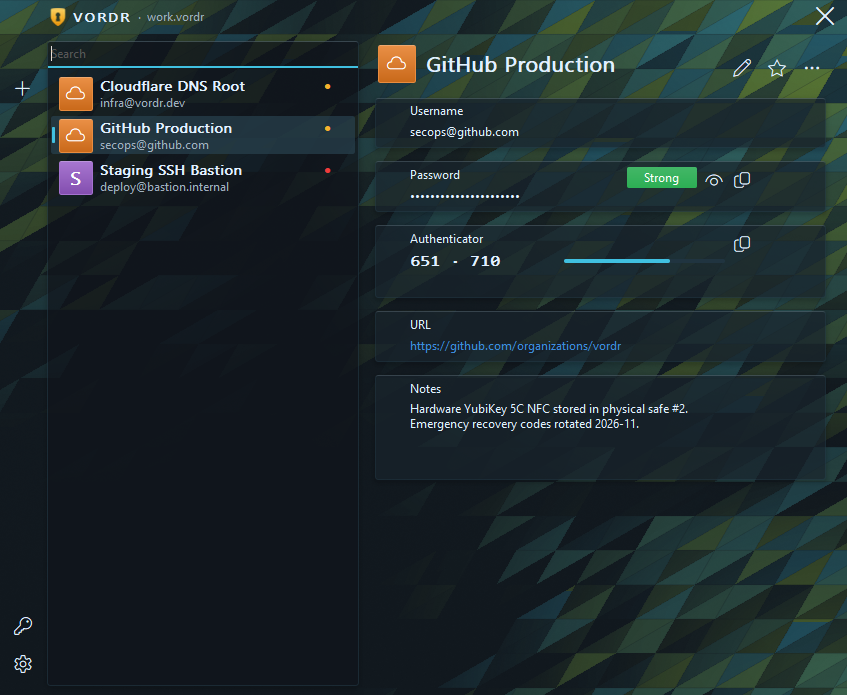 VORDR · work.vordr
Search
Cloudflare DNS Root
infra@vordr.dev
GitHub Production
secops@github.com
S
Staging SSH Bastion
deploy@bastion.internal
GitHub Production
Username
secops@github.com
Password
Strong
••••••••••••••••••••••
Authenticator
651 - 710
URL
https://github.com/organizations/vordr
Notes
Hardware YubiKey 5C NFC stored in physical safe #2.
Emergency recovery codes rotated 2026-11.